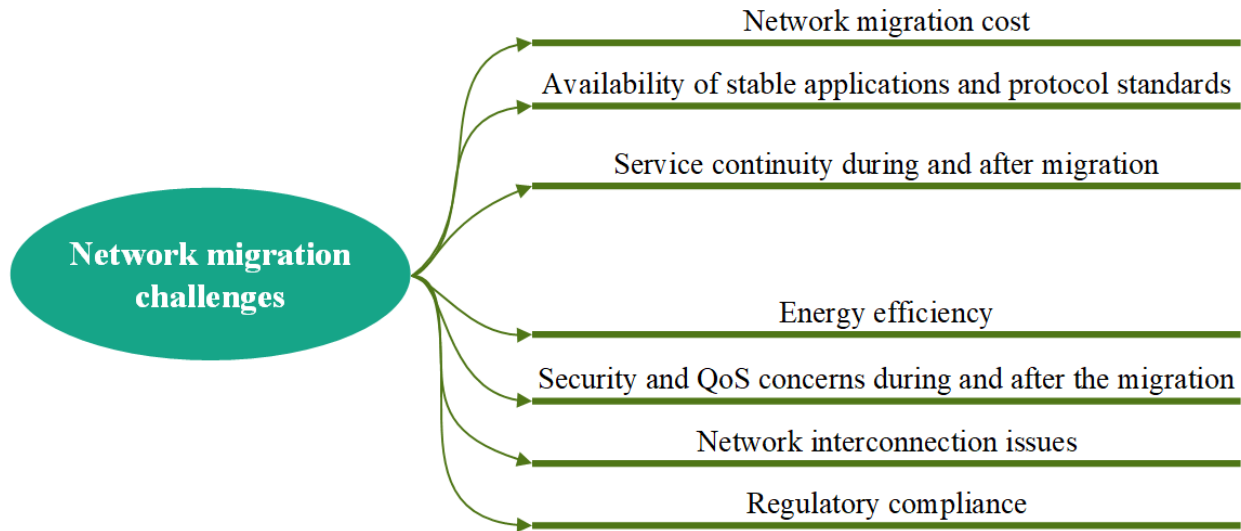 Network migration cost
Availability of stable applications and protocol standards
Service continuity during and after migration
Network migration
challenges
Energy efficiency
Security and QoS concerns during and after the migration
Network interconnection issues
Regulatory compliance